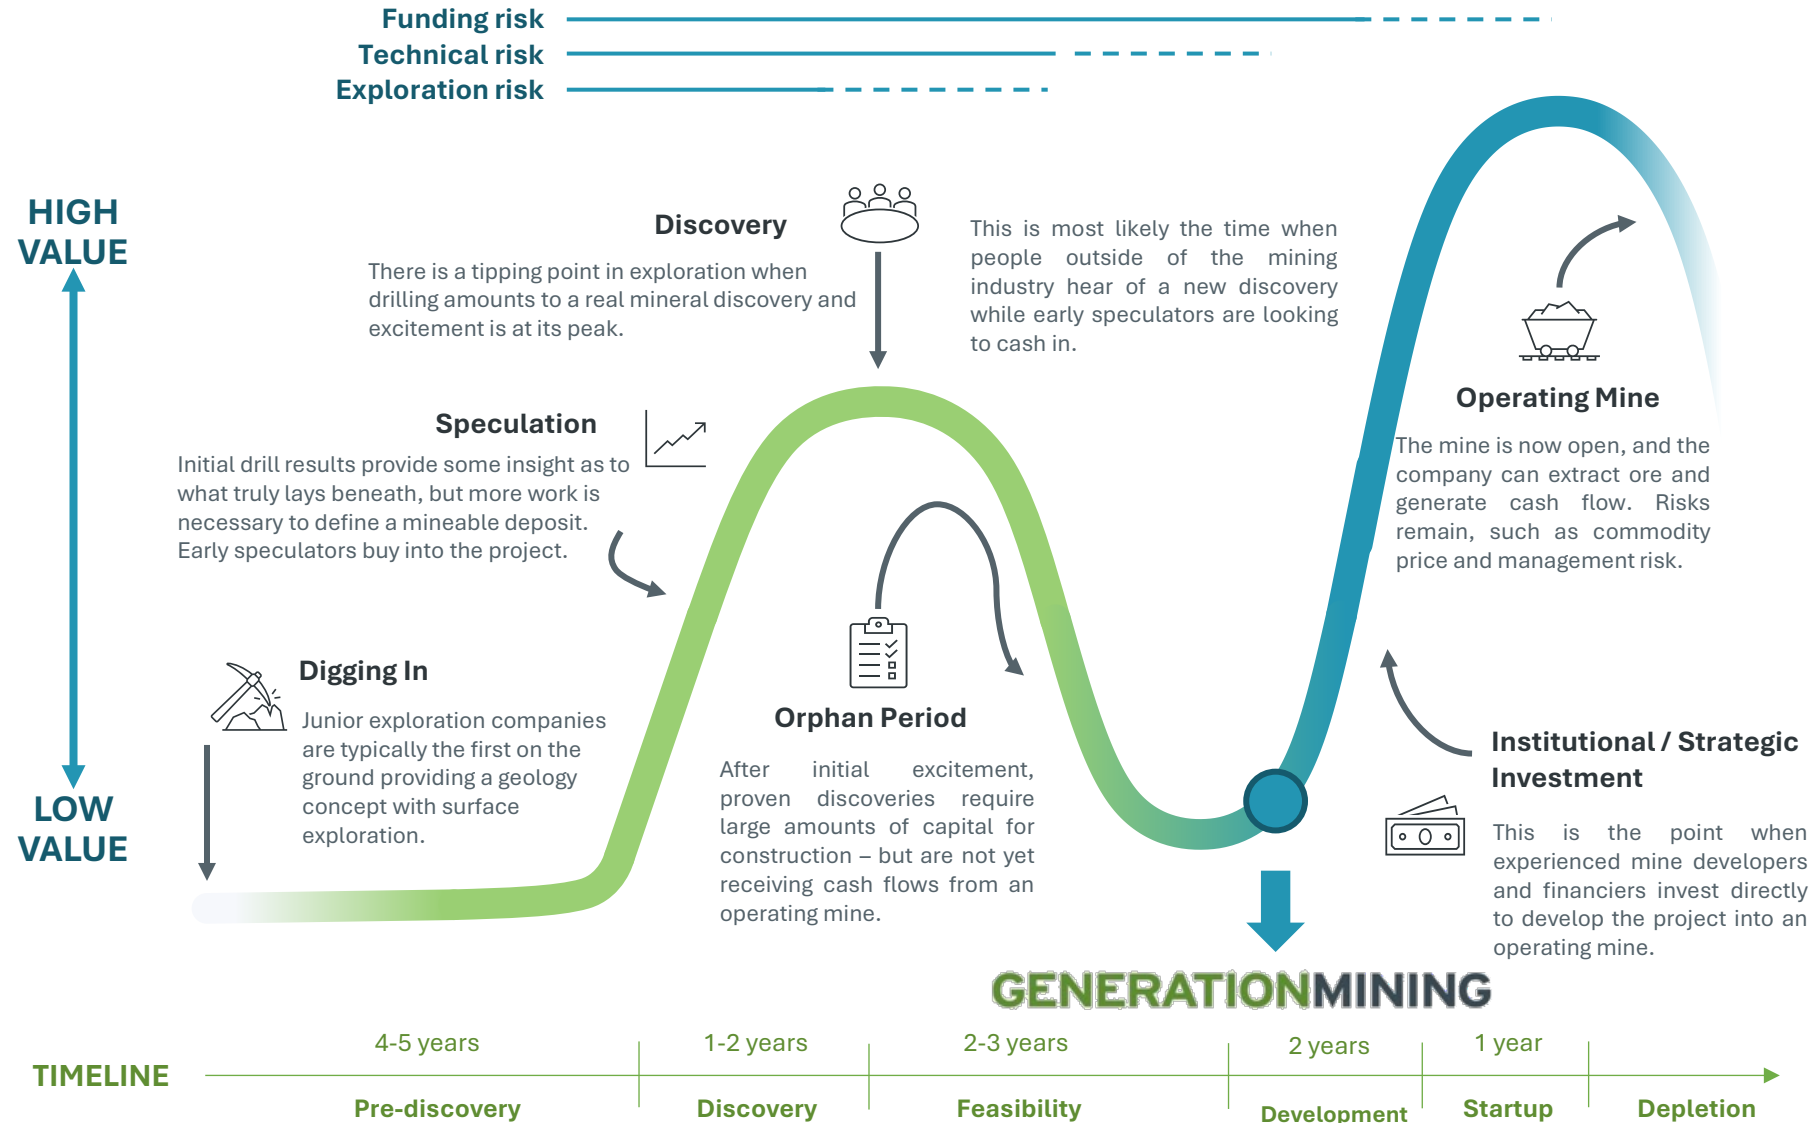 Funding risk
Technical risk
Exploration risk
HIGH
VALUE
LOW
VALUE
Discovery
There is a tipping point in exploration when
drilling amounts to a real mineral discovery and
excitement is at its peak.
This is most likely the time when
people outside of the mining
industry hear of a new discovery
while early speculators are looking
to cash in.
Speculation
Initial drill results provide some insight as to
what truly lays beneath, but more work is
necessary to define a mineable deposit.
Early speculators buy into the project.
Operating Mine
The mine is now open, and the
company can extract ore and
generate cash flow. Risks
remain, such as commodity
price and management risk.
Digging In
Junior exploration companies
are typically the first on the
ground providing a geology
concept with surface
exploration.
Orphan Period
After initial excitement,
proven discoveries require
large amounts of capital for
construction – but are not yet
receiving cash flows from an
operating mine.
Institutional / Strategic
Investment
This is the point when
experienced mine developers
and financiers invest directly
to develop the project into an
operating mine.
GENERATIONMINING
TIMELINE
4-5 years
1-2 years
2-3 years
2 years
1 year
Pre-discovery
Discovery
Feasibility
Development
Startup
Depletion